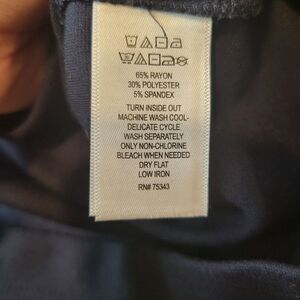 65% RAYON
30% POLYESTER
5% SPANDEX
TURN INSIDE OUT
MACHINE WASH COOL-
DELICATE CYCLE
WASH SEPARATELY
ONLY NON-CHLORINE
BLEACH WHEN NEEDED
DRY FLAT
LOW IRON
RN# 75343